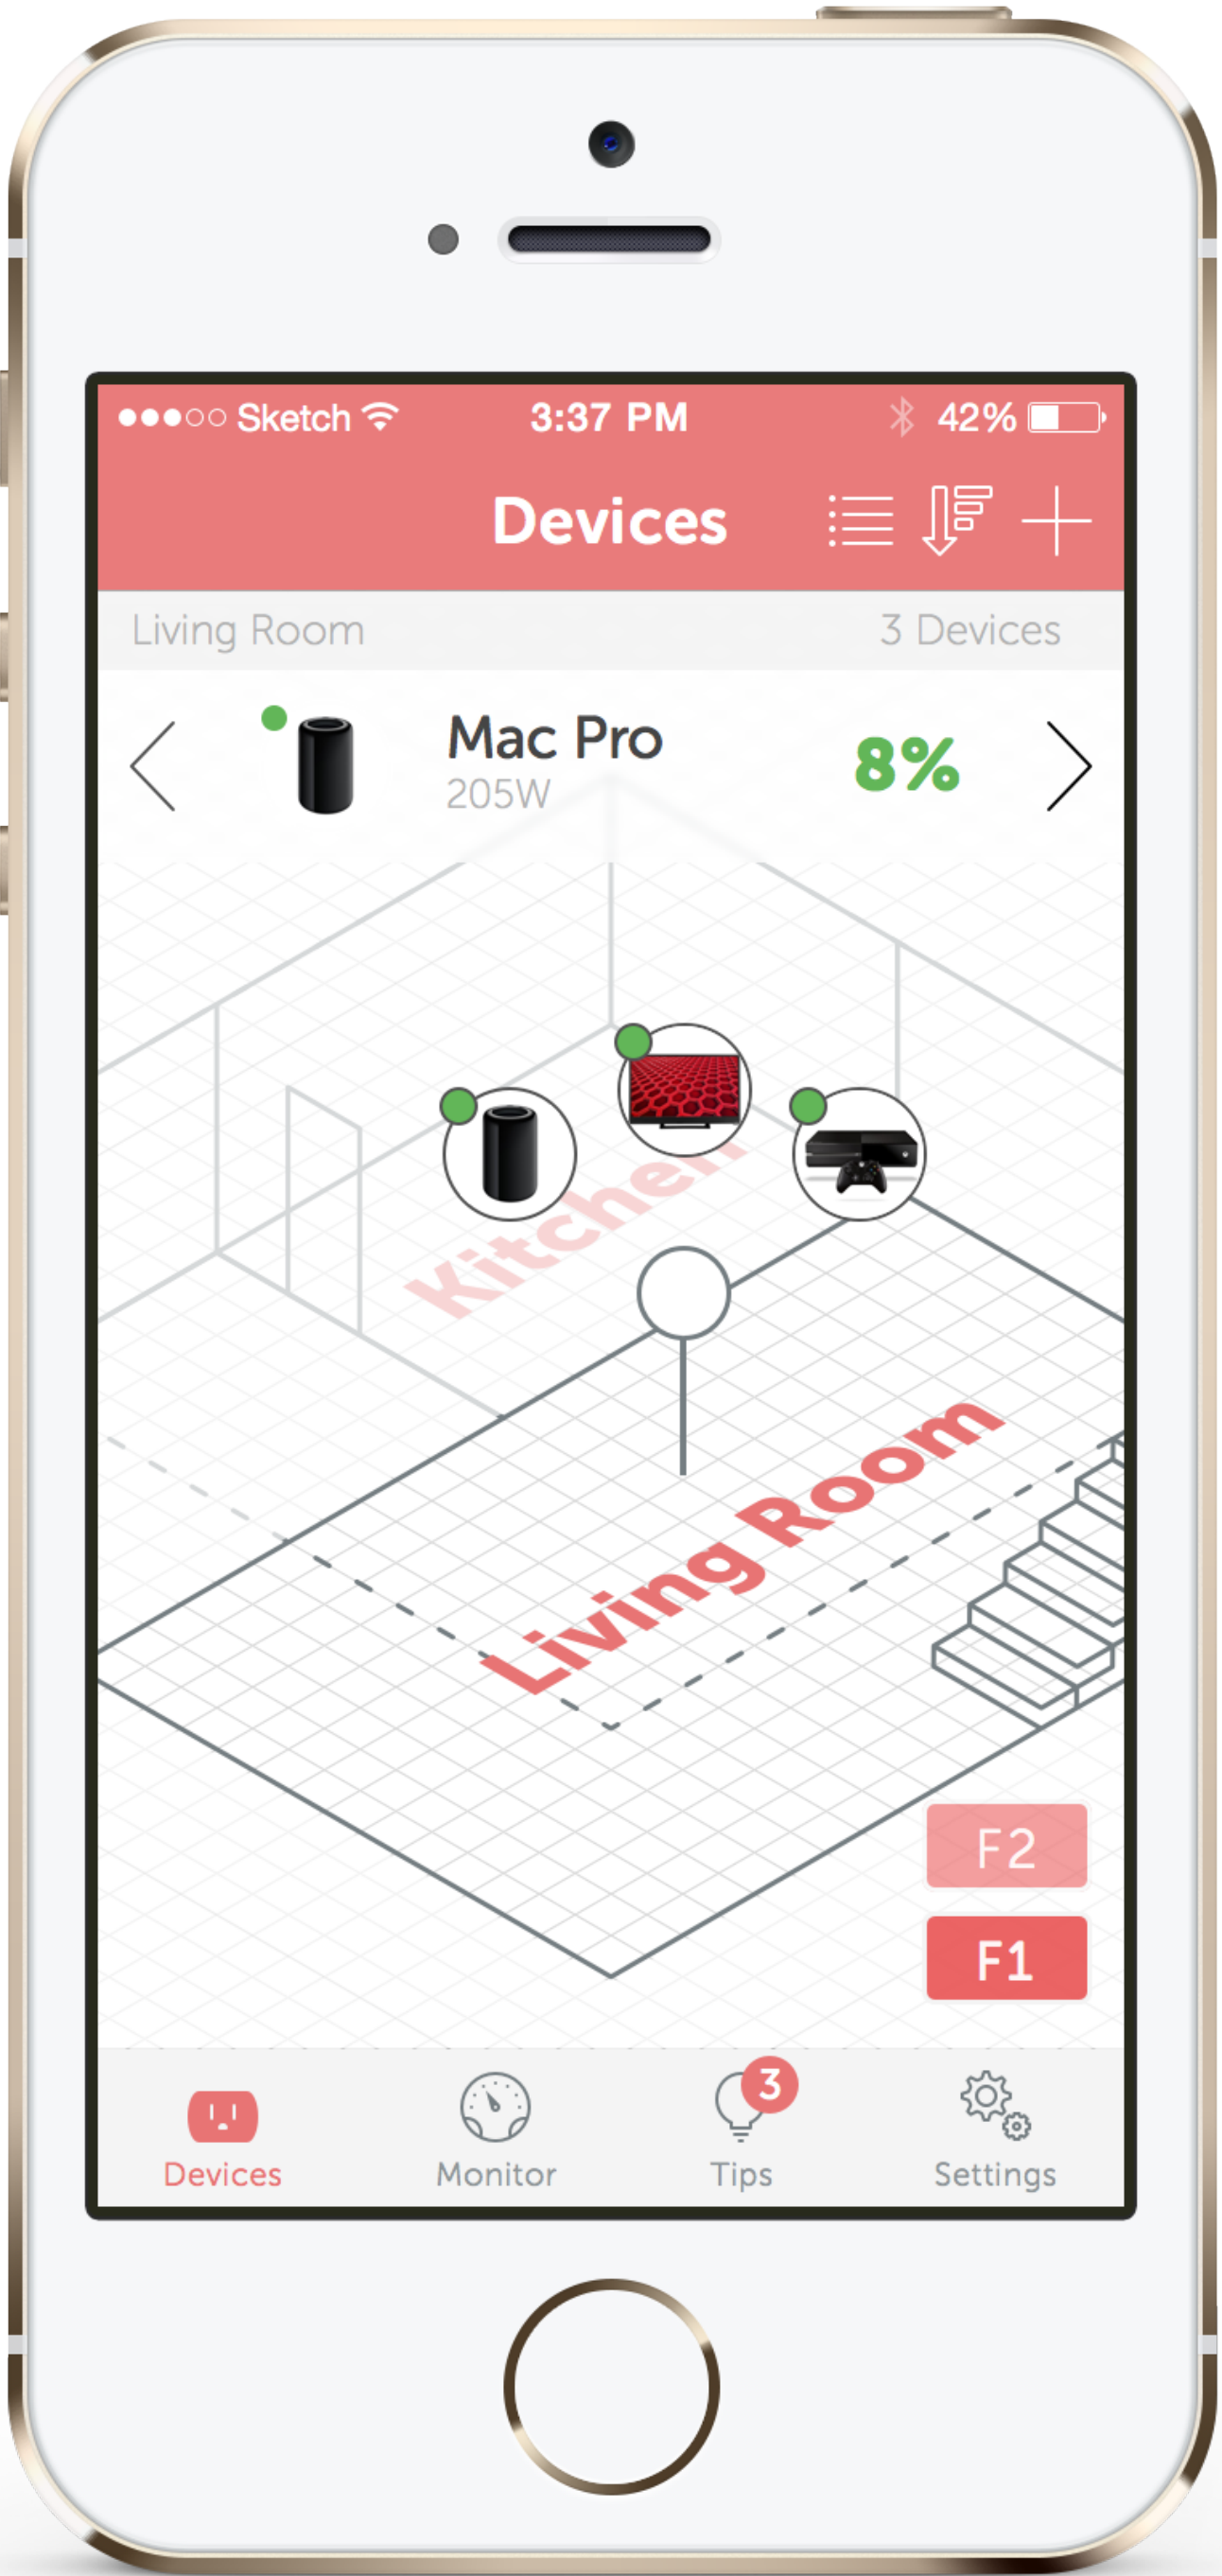 Sketch 3:37 PM 42%
Devices
Living Room 3 Devices
Mac Pro 8%
205W
Kitchen
Living Room
F2
F1
3
Devices Monitor Tips Settings